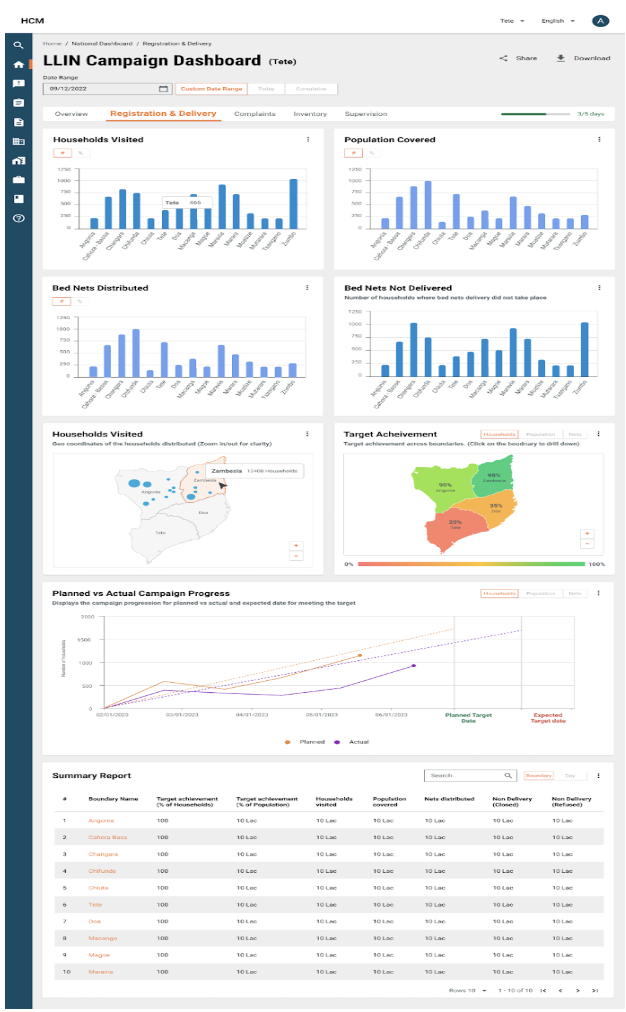 HCM
Tete
English
A
Home / National Dashboard / Registration & Delivery
LLIN Campaign Dashboard (Tete)
Share
Download
Date Range
09/12/2022
Custom Date Range
Today
Cumulative
Overview
Registration & Delivery
Complaints
Inventory
Supervision
3/5 days
Households Visited
#
%
1250
1000
750
500
250
0
Tete 466
Angonia
Cahora - Bassa
Changara
Chifunda
Chiuta
Tete
Doa
Macanga
Magoe
Maravia
Marara
Moatize
Mutarara
Tsangano
Zumbo
Population Covered
#
%
1250
1000
750
500
250
0
Angonia
Cahora - Bassa
Changara
Chifunda
Chiuta
Tete
Doa
Macanga
Magoe
Maravia
Marara
Moatize
Mutarara
Tsangano
Zumbo
Bed Nets Distributed
#
%
1250
1000
750
500
250
0
Angonia
Cahora - Bassa
Changara
Chifunda
Chiuta
Tete
Doa
Macanga
Magoe
Maravia
Marara
Moatize
Mutarara
Tsangano
Zumbo
Bed Nets Not Delivered
Number of households where bed nets delivery did not take place
1250
1000
750
500
250
0
Angonia
Cahora - Bassa
Changara
Chifunda
Chiuta
Tete
Doa
Macanga
Magoe
Maravia
Marara
Moatize
Mutarara
Tsangano
Zumbo
Households Visited
Geo coordinates of the households distributed (Zoom in/out for clarity)
Zambesia 12408 Households
Zambesia
Angonia
Doa
Tete
+
−
Target Acheivement
Households
Population
Nets
Target achievement across boundaries. (Click on the boudnary to drill down)
Zambesia
90%
Angonia
35%
Doa
20%
Tete
+
−
0%
100%
Planned vs Actual Campaign Progress
Households
Population
Nets
Displays the campaign progression for planned vs actual and expected date for meeting the target
Number of households
2000
1500
1000
500
0
02/01/2023
03/01/2023
04/01/2023
05/01/2023
06/01/2023
Planned Target
Date
Expected
Target date
Planned
Actual
Summary Report
Search
Boundary
Day
#
Boundary Name
Target achievement
(% of Households)
Target achievement
(% of Population)
Households
visited
Population
covered
Nets distributed
Non Delivery
(Closed)
Non Delivery
(Refused)
1 Angonia 100 10 Lac 10 Lac 10 Lac 10 Lac 10 Lac 10 Lac
2 Cahora Bass 100 10 Lac 10 Lac 10 Lac 10 Lac 10 Lac 10 Lac
3 Changara 100 10 Lac 10 Lac 10 Lac 10 Lac 10 Lac 10 Lac
4 Chifunde 100 10 Lac 10 Lac 10 Lac 10 Lac 10 Lac 10 Lac
5 Chiuta 100 10 Lac 10 Lac 10 Lac 10 Lac 10 Lac 10 Lac
6 Tete 100 10 Lac 10 Lac 10 Lac 10 Lac 10 Lac 10 Lac
7 Doa 100 10 Lac 10 Lac 10 Lac 10 Lac 10 Lac 10 Lac
8 Macango 100 10 Lac 10 Lac 10 Lac 10 Lac 10 Lac 10 Lac
9 Magoe 100 10 Lac 10 Lac 10 Lac 10 Lac 10 Lac 10 Lac
10 Maravia 100 10 Lac 10 Lac 10 Lac 10 Lac 10 Lac 10 Lac
Rows 10
1 - 10 of 10